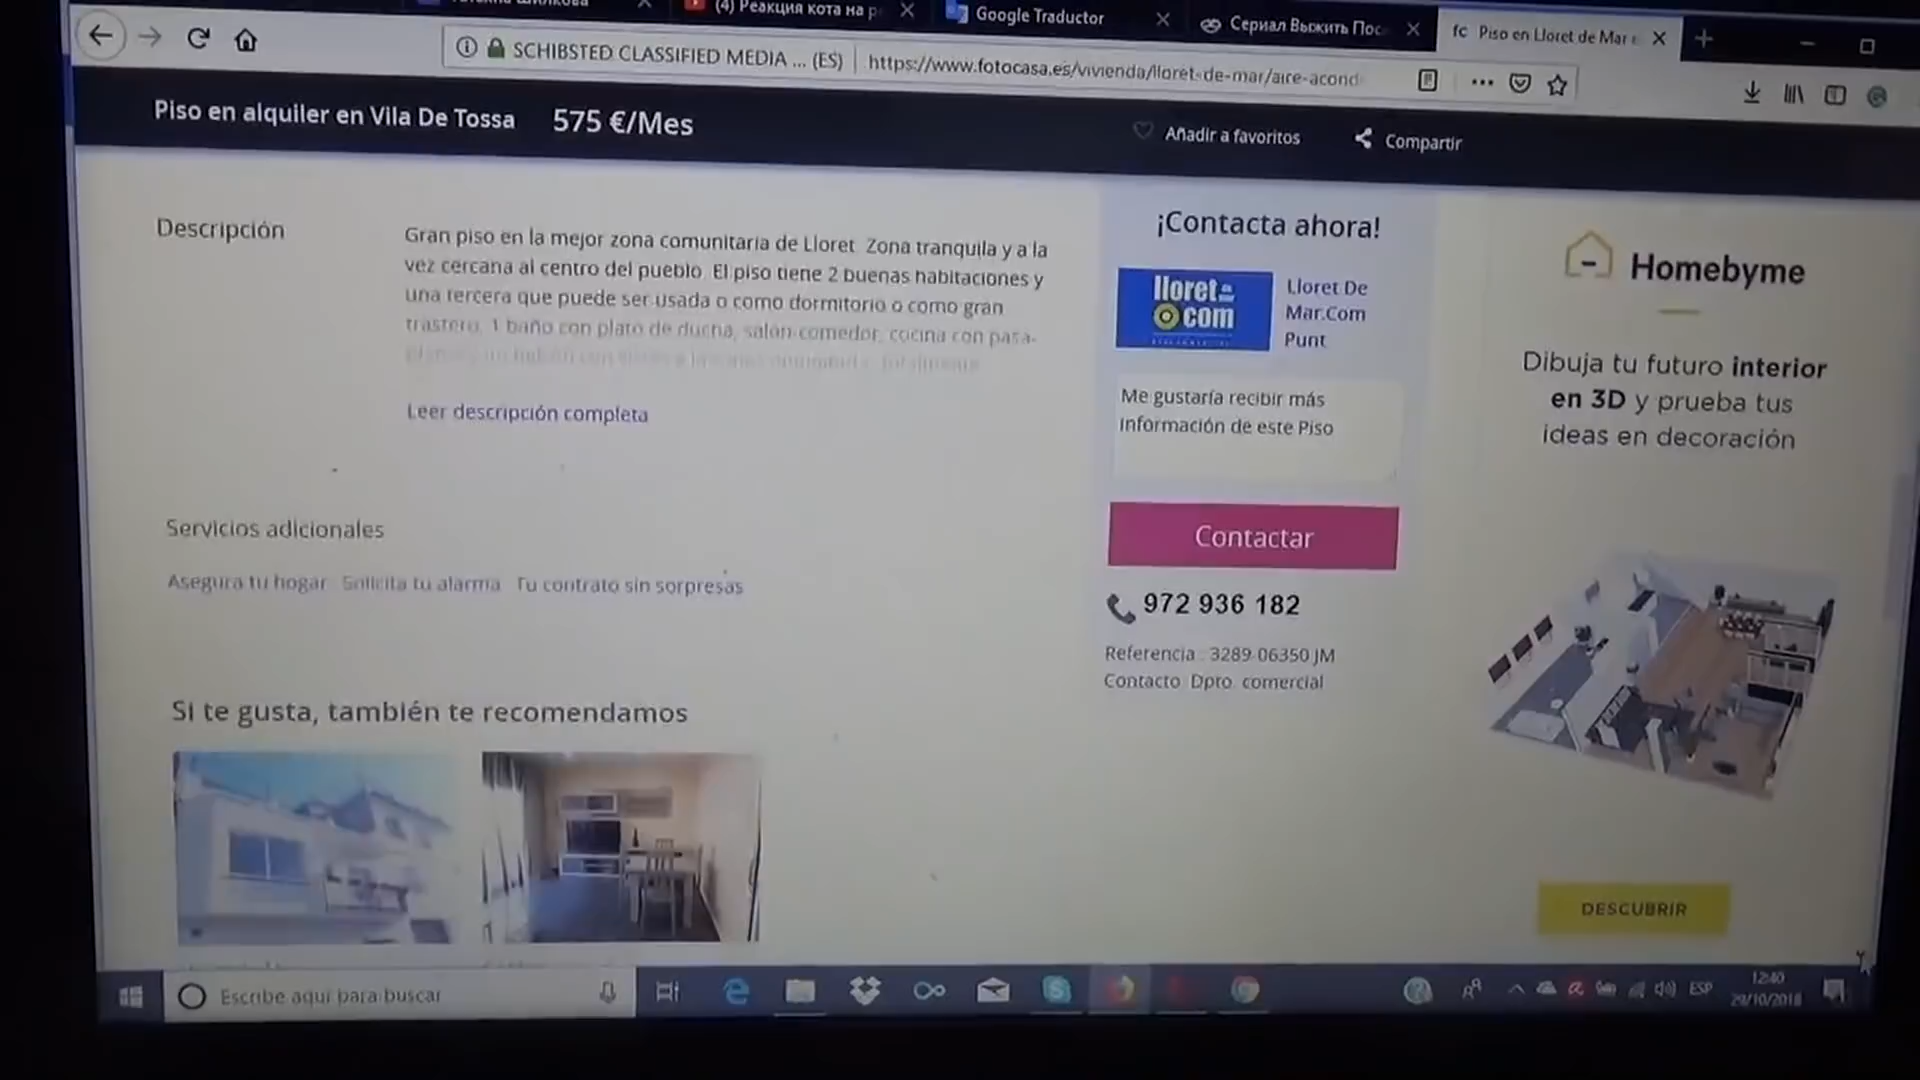 (4) Реакция кота на р
Google Traductor
Сериал Выжить Пос
fc Piso en Lloret de Mar
SCHIBSTED CLASSIFIED MEDIA ... (ES)
https://www.fotocasa.es/vivienda/lloret-de-mar/aire-acond
Piso en alquiler en Vila De Tossa 575 €/Mes
Añadir a favoritos
Compartir
Descripción
Gran piso en la mejor zona comunitaria de Lloret. Zona tranquila y a la
vez cercana al centro del pueblo. El piso tiene 2 buenas habitaciones y
una tercera que puede ser usada o como dormitorio o como gran
trastero, 1 baño con plato de ducha, salón-comedor, cocina con pasa-
Leer descripción completa
Servicios adicionales
Asegura tu hogar Solicita tu alarma Tu contrato sin sorpresas
Si te gusta, también te recomendamos
¡Contacta ahora!
lloret
com
Lloret De
Mar.Com
Punt
Me gustaría recibir más
información de este Piso
Contactar
972 936 182
Referencia: 3289 06350 JM
Contacto Dpto. comercial
Homebyme
Dibuja tu futuro interior
en 3D y prueba tus
ideas en decoración
DESCUBRIR
Escribe aquí para buscar
ESP
12:40
29/10/2018